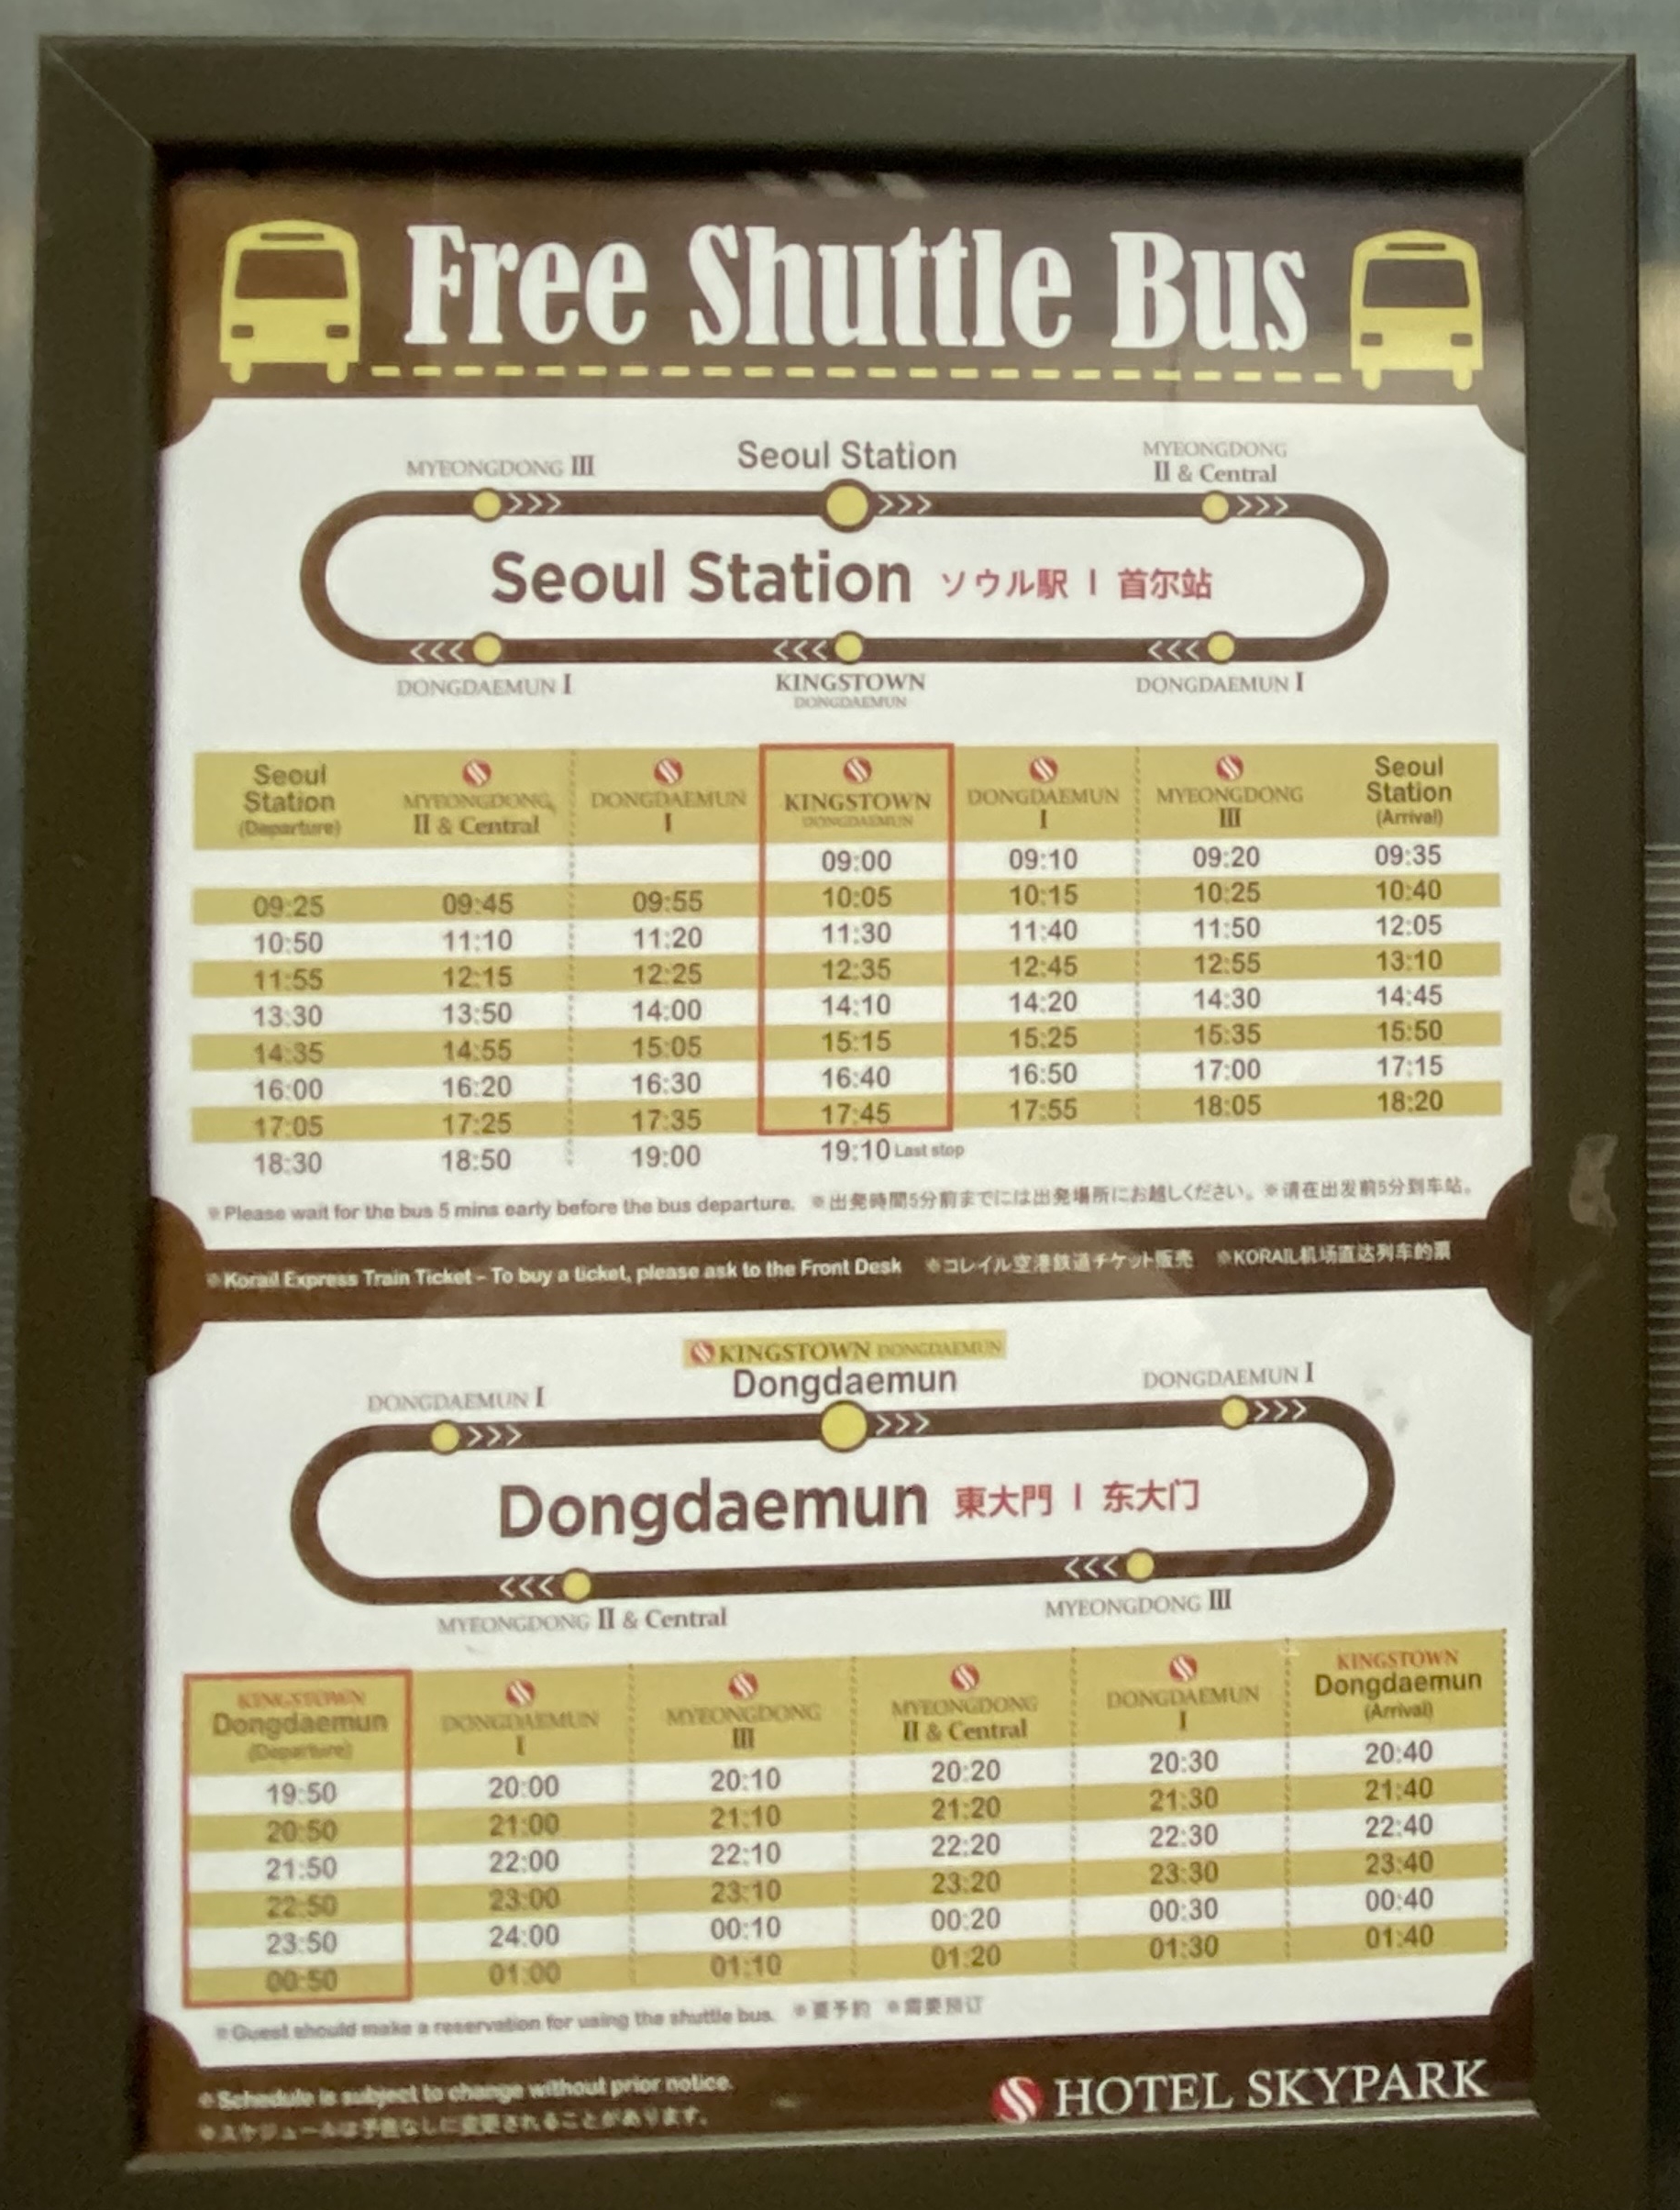 Free Shuttle Bus
MYEONGDONG III
Seoul Station
MYEONGDONG
II & Central
Seoul Station ソウル駅 | 首尔站
DONGDAEMUN I
KINGSTOWN
DONGDAEMUN
DONGDAEMUN I
Seoul Station (Departure) MYEONGDONG II & Central DONGDAEMUN I KINGSTOWN DONGDAEMUN DONGDAEMUN I MYEONGDONG III Seoul Station (Arrival)
09:00 09:10 09:20 09:35
09:25 09:45 09:55 10:05 10:15 10:25 10:40
10:50 11:10 11:20 11:30 11:40 11:50 12:05
11:55 12:15 12:25 12:35 12:45 12:55 13:10
13:30 13:50 14:00 14:10 14:20 14:30 14:45
14:35 14:55 15:05 15:15 15:25 15:35 15:50
16:00 16:20 16:30 16:40 16:50 17:00 17:15
17:05 17:25 17:35 17:45 17:55 18:05 18:20
18:30 18:50 19:00 19:10 Last stop
※Please wait for the bus 5 mins early before the bus departure. ※出発時間5分前までには出発場所にお越しください。※请在出发前5分到车站。
※Korail Express Train Ticket - To buy a ticket, please ask to the Front Desk ※コレイル空港鉄道チケット販売 ※KORAIL机场直达列车的票
KINGSTOWN DONGDAEMUN
DONGDAEMUN I
Dongdaemun
DONGDAEMUN I
Dongdaemun 東大門 | 东大门
MYEONGDONG II & Central
MYEONGDONG III
KINGSTOWN Dongdaemun (Departure) DONGDAEMUN I MYEONGDONG III MYEONGDONG II & Central DONGDAEMUN I KINGSTOWN Dongdaemun (Arrival)
19:50 20:00 20:10 20:20 20:30 20:40
20:50 21:00 21:10 21:20 21:30 21:40
21:50 22:00 22:10 22:20 22:30 22:40
22:50 23:00 23:10 23:20 23:30 23:40
23:50 24:00 00:10 00:20 00:30 00:40
00:50 01:00 01:10 01:20 01:30 01:40
※Guest should make a reservation for using the shuttle bus. ※要予約 ※需要预订
※Schedule is subject to change without prior notice.
※スケジュールは予告なしに変更されることがあります。
HOTEL SKYPARK